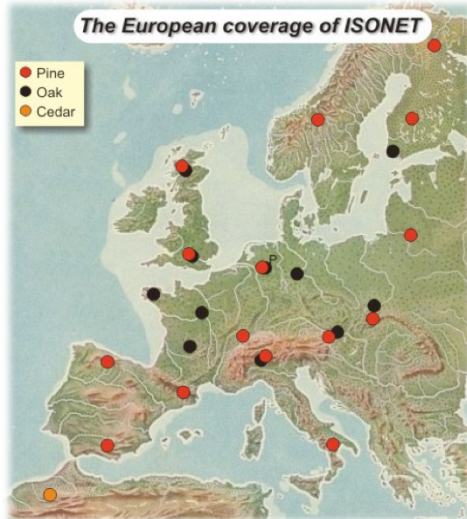 The European coverage of ISONET
Pine
Oak
Cedar
P